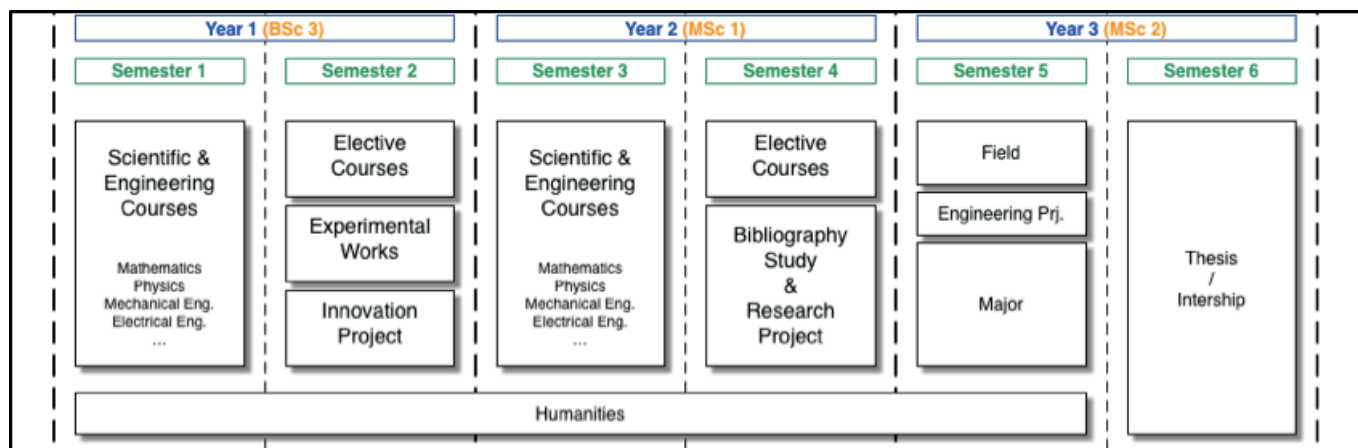 Year 1 (BSc 3)
Year 2 (MSc 1)
Year 3 (MSc 2)
Semester 1
Semester 2
Semester 3
Semester 4
Semester 5
Semester 6
Scientific &
Engineering
Courses
Mathematics
Physics
Mechanical Eng.
Electrical Eng.
...
Elective
Courses
Experimental
Works
Innovation
Project
Scientific &
Engineering
Courses
Mathematics
Physics
Mechanical Eng.
Electrical Eng.
...
Elective
Courses
Bibliography
Study
&
Research
Project
Field
Engineering Prj.
Major
Thesis
/
Intership
Humanities